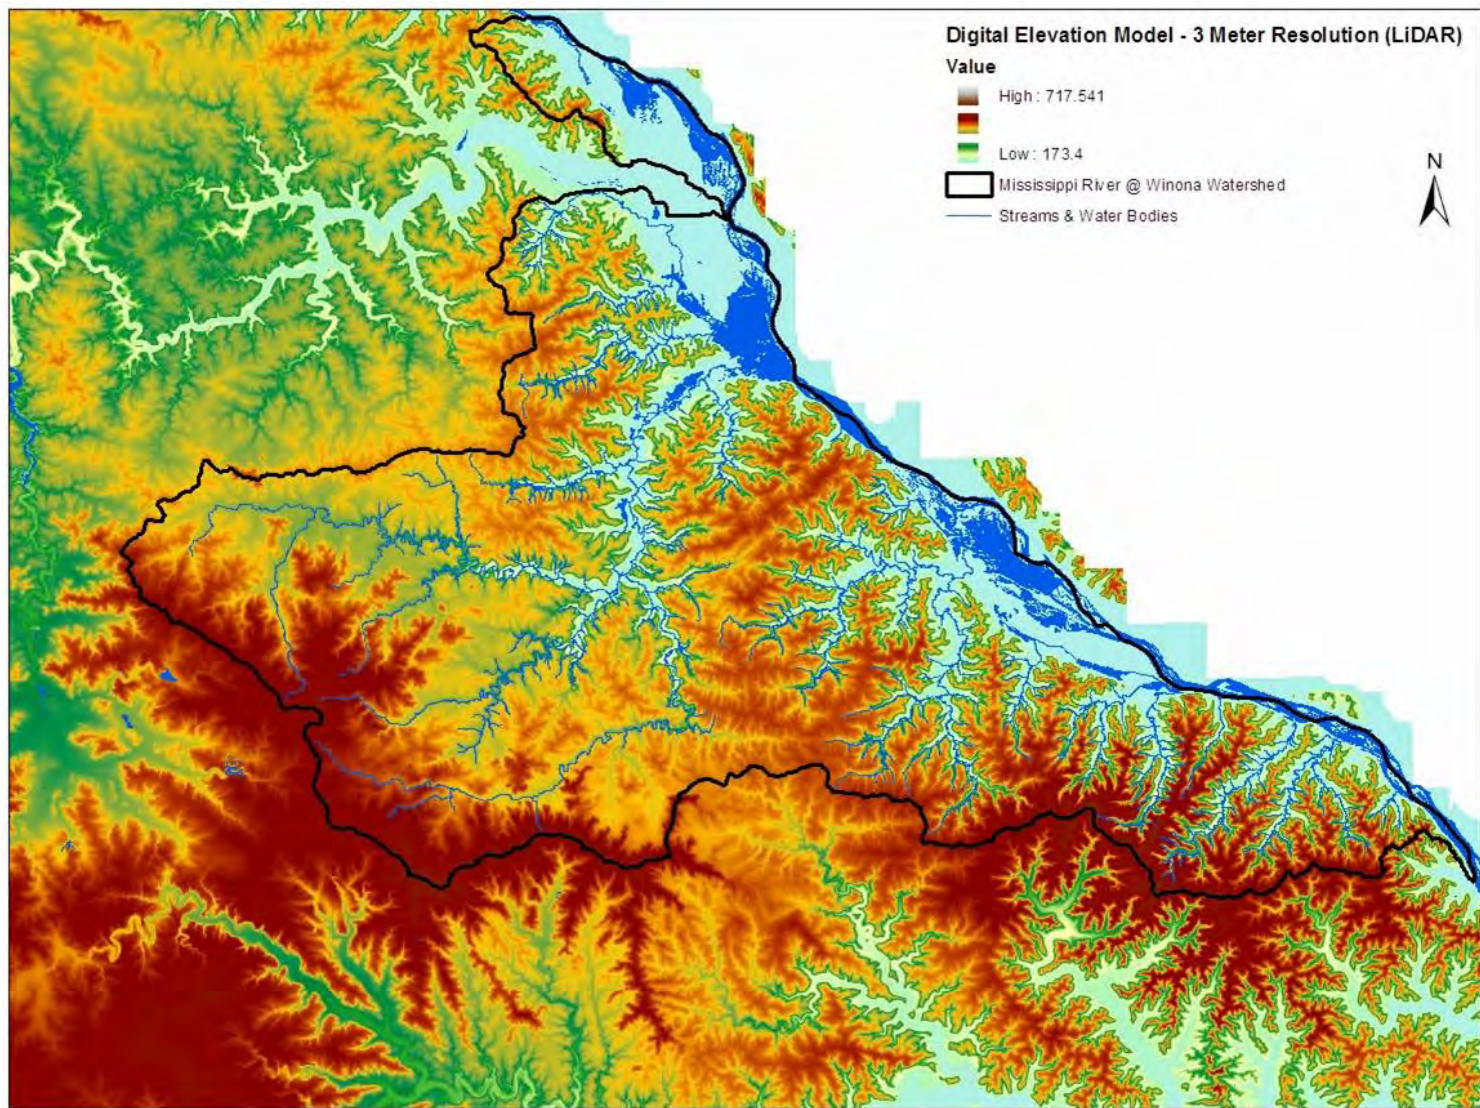 Digital Elevation Model - 3 Meter Resolution (LiDAR)
Value
High : 717.541
Low : 173.4
Mississippi River @ Winona Watershed
Streams & Water Bodies
N